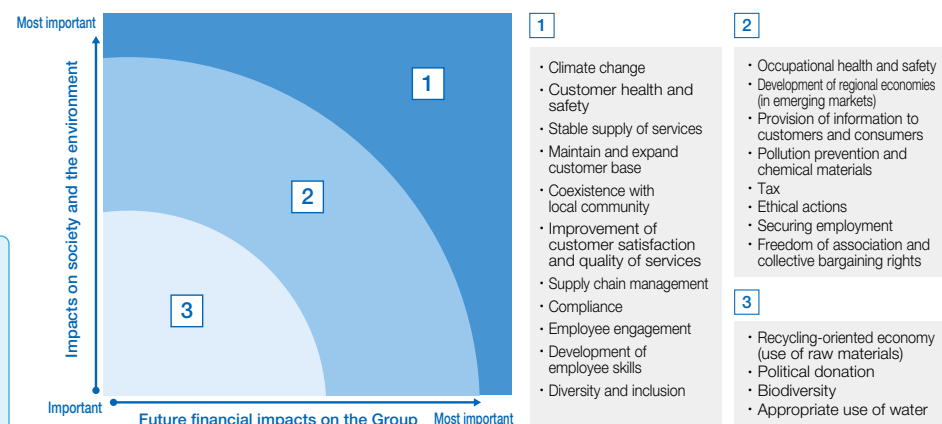 Most important
Impacts on society and the environment
Important
Future financial impacts on the Group
Most important
1
2
3
1
・Climate change
・Customer health and
safety
・Stable supply of services
・Maintain and expand
customer base
・Coexistence with
local community
・Improvement of
customer satisfaction
and quality of services
・Supply chain management
・Compliance
・Employee engagement
・Development of
employee skills
・Diversity and inclusion
2
・Occupational health and safety
・Development of regional economies
(in emerging markets)
・Provision of information to
customers and consumers
・Pollution prevention and
chemical materials
・Tax
・Ethical actions
・Securing employment
・Freedom of association and
collective bargaining rights
3
・Recycling-oriented economy
(use of raw materials)
・Political donation
・Biodiversity
・Appropriate use of water